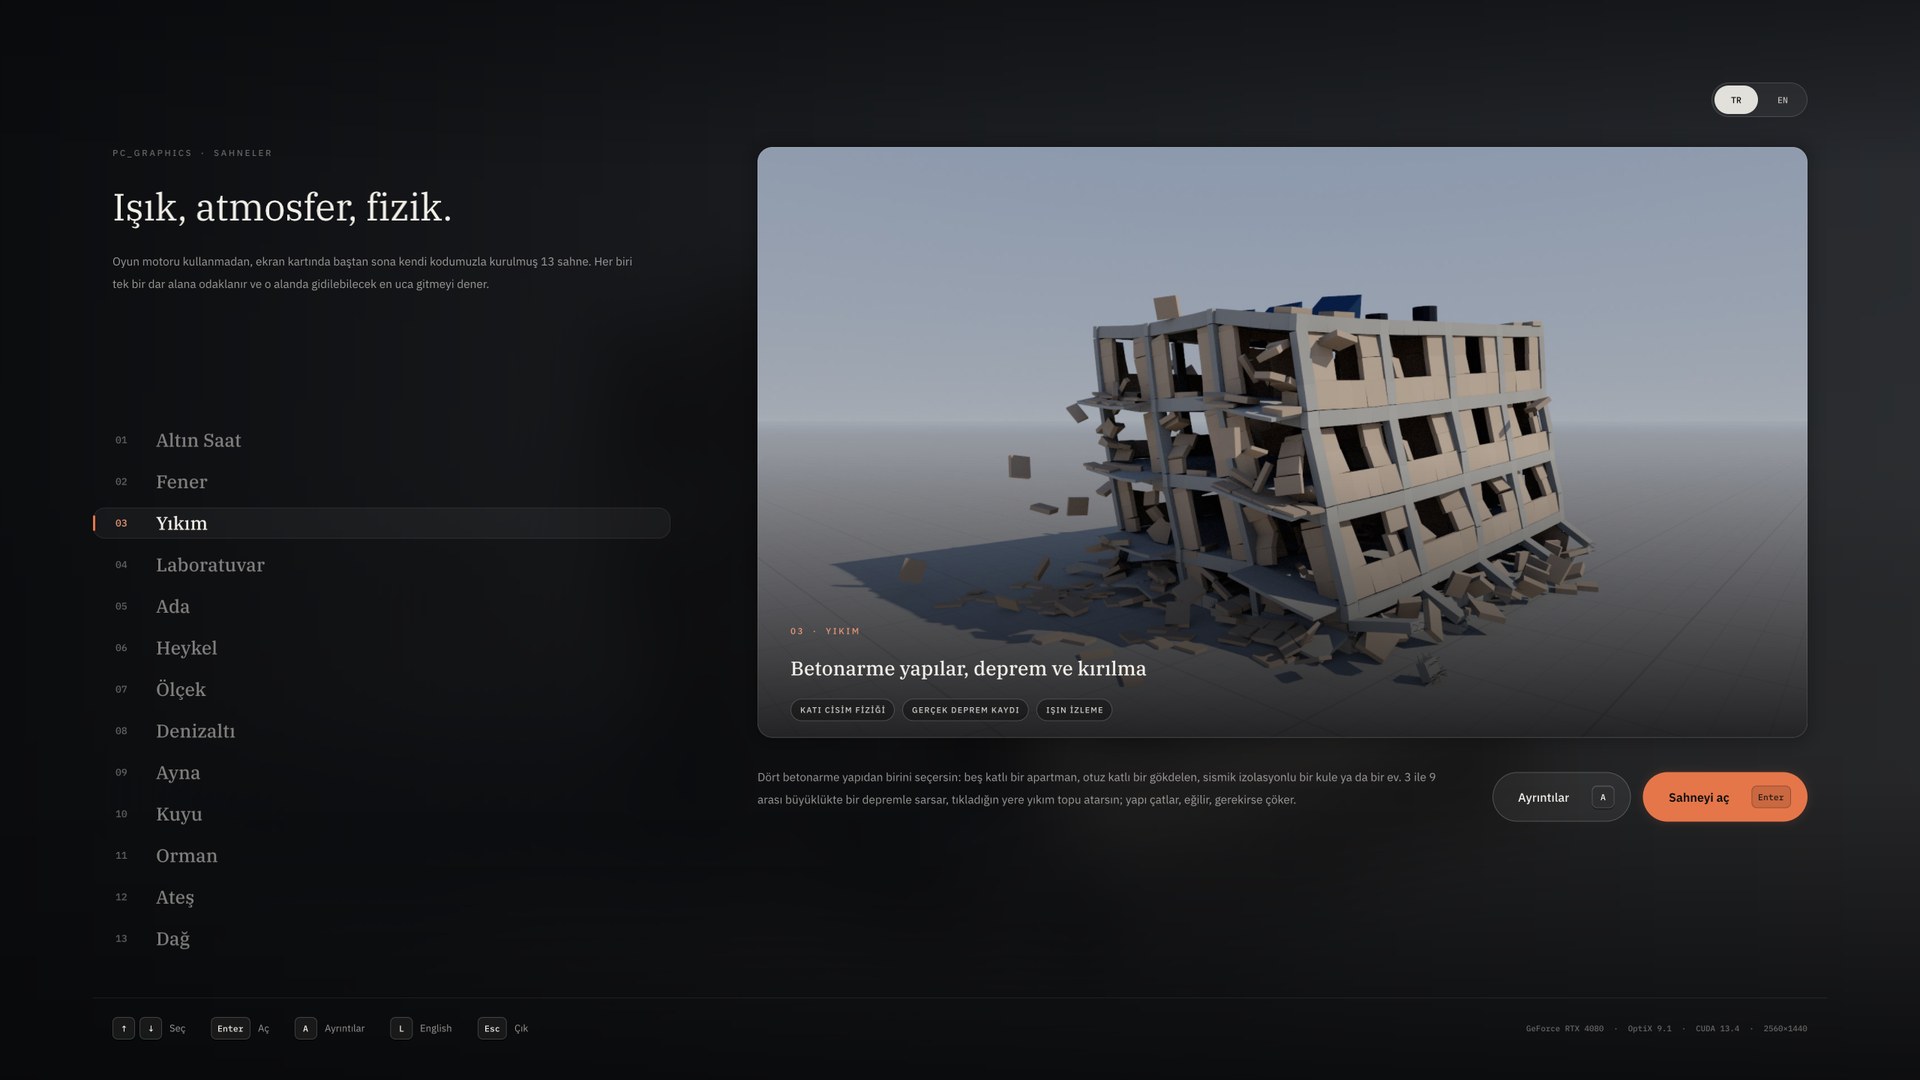 TR EN
PC_GRAPHICS · SAHNELER
Işık, atmosfer, fizik.
Oyun motoru kullanmadan, ekran kartında baştan sona kendi kodumuzla kurulmuş 13 sahne. Her biri
tek bir dar alana odaklanır ve o alanda gidilebilecek en uca gitmeyi dener.
01 Altın Saat
02 Fener
03 Yıkım
04 Laboratuvar
05 Ada
06 Heykel
07 Ölçek
08 Denizaltı
09 Ayna
10 Kuyu
11 Orman
12 Ateş
13 Dağ
03 · YIKIM
Betonarme yapılar, deprem ve kırılma
KATI CİSİM FİZİĞİ GERÇEK DEPREM KAYDI IŞIN İZLEME
Dört betonarme yapıdan birini seçersin: beş katlı bir apartman, otuz katlı bir gökdelen, sismik izolasyonlu bir kule ya da bir ev. 3 ile 9
arası büyüklükte bir depremle sarsar, tıkladığın yere yıkım topu atarsın; yapı çatlar, eğilir, gerekirse çöker.
Ayrıntılar A Sahneyi aç Enter
↑ ↓ Seç Enter Aç A Ayrıntılar L English Esc Çık
GeForce RTX 4080 · OptiX 9.1 · CUDA 13.4 · 2560×1440